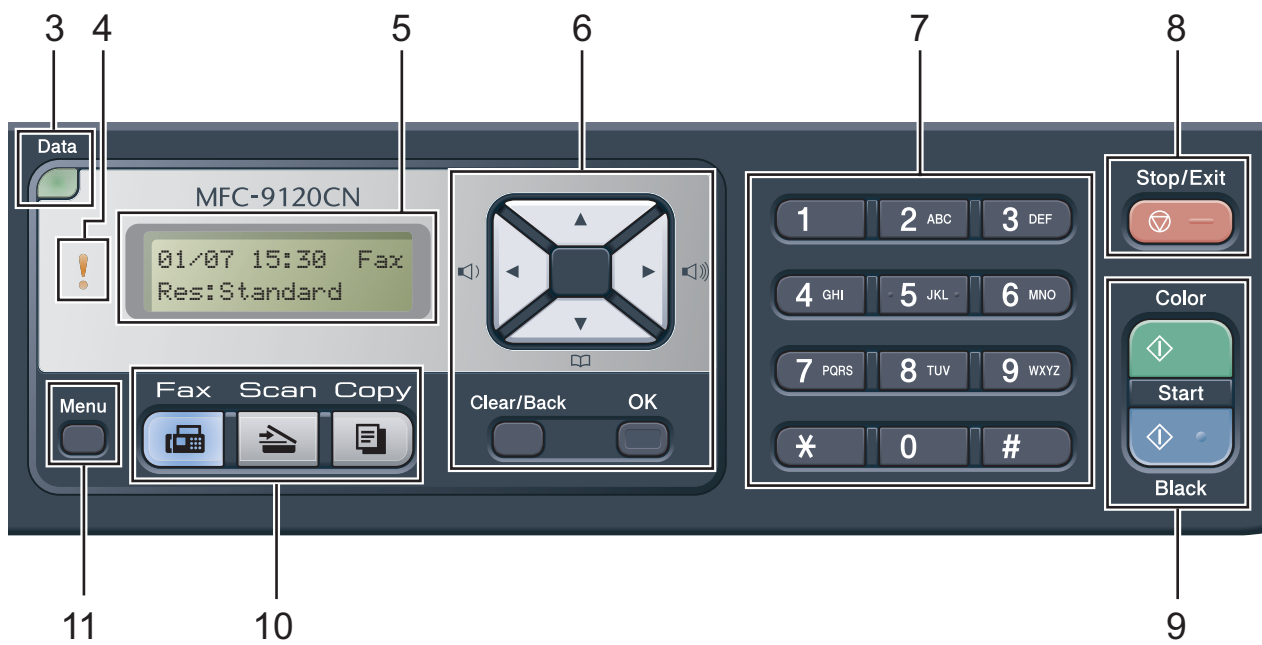 3 4 5 6 7 8
Data
MFC-9120CN
01/07 15:30 Fax
Res:Standard
Menu
Fax Scan Copy
Clear/Back OK
1 2 ABC 3 DEF
4 GHI 5 JKL 6 MNO
7 PQRS 8 TUV 9 WXYZ
* 0 #
Stop/Exit
Color
Start
Black
11 10 9